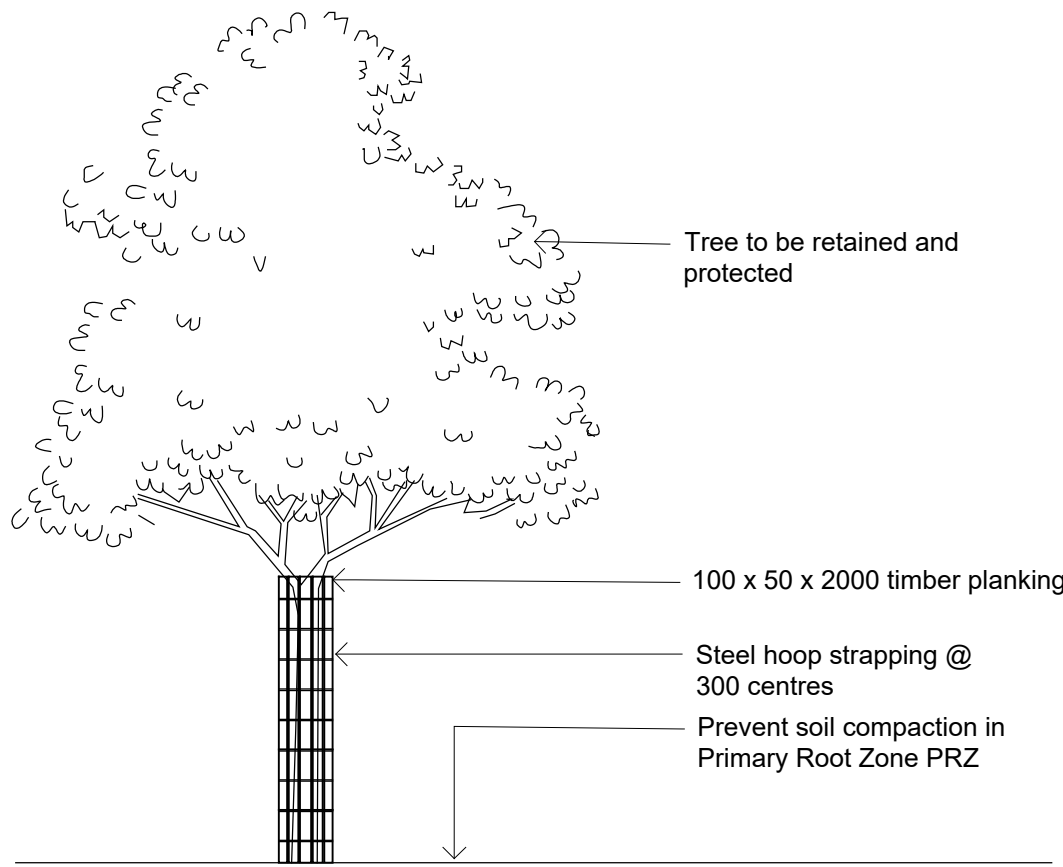 Tree to be retained and
protected
100 x 50 x 2000 timber planking
Steel hoop strapping @
300 centres
Prevent soil compaction in
Primary Root Zone PRZ